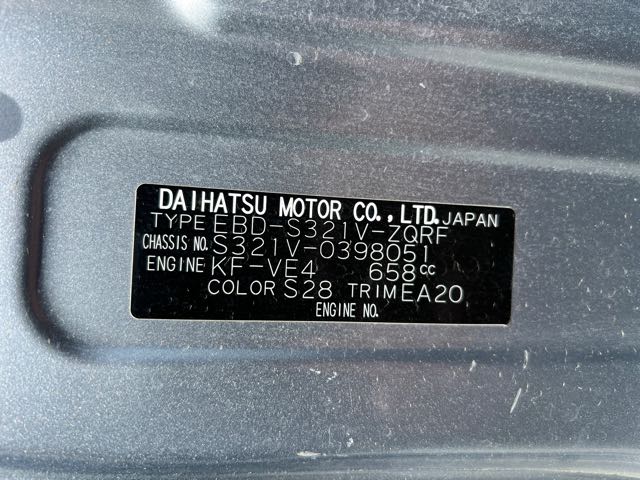 DAIHATSU MOTOR CO., LTD. JAPAN
TYPE EBD-S321V-ZQRF
CHASSIS NO. S321V-0398051
ENGINE KF-VE4 658cc
COLOR S28 TRIM EA20
ENGINE NO.